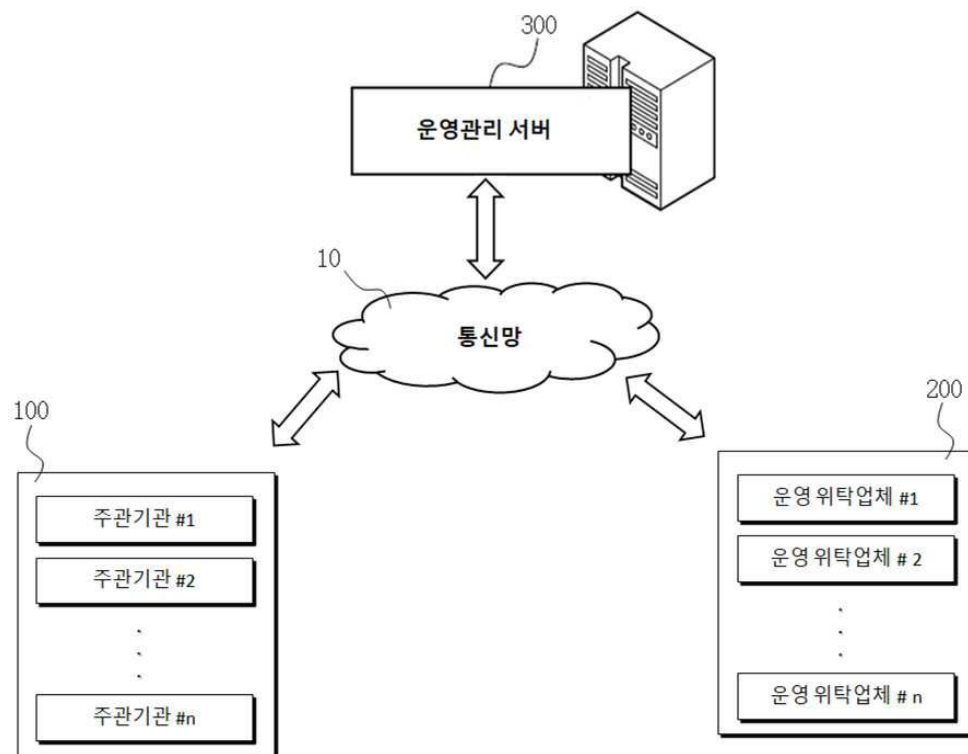 300
운영관리 서버
10
통신망
100
주관기관 #1
주관기관 #2
주관기관 #n
200
운영 위탁업체 #1
운영 위탁업체 # 2
운영 위탁업체 # n